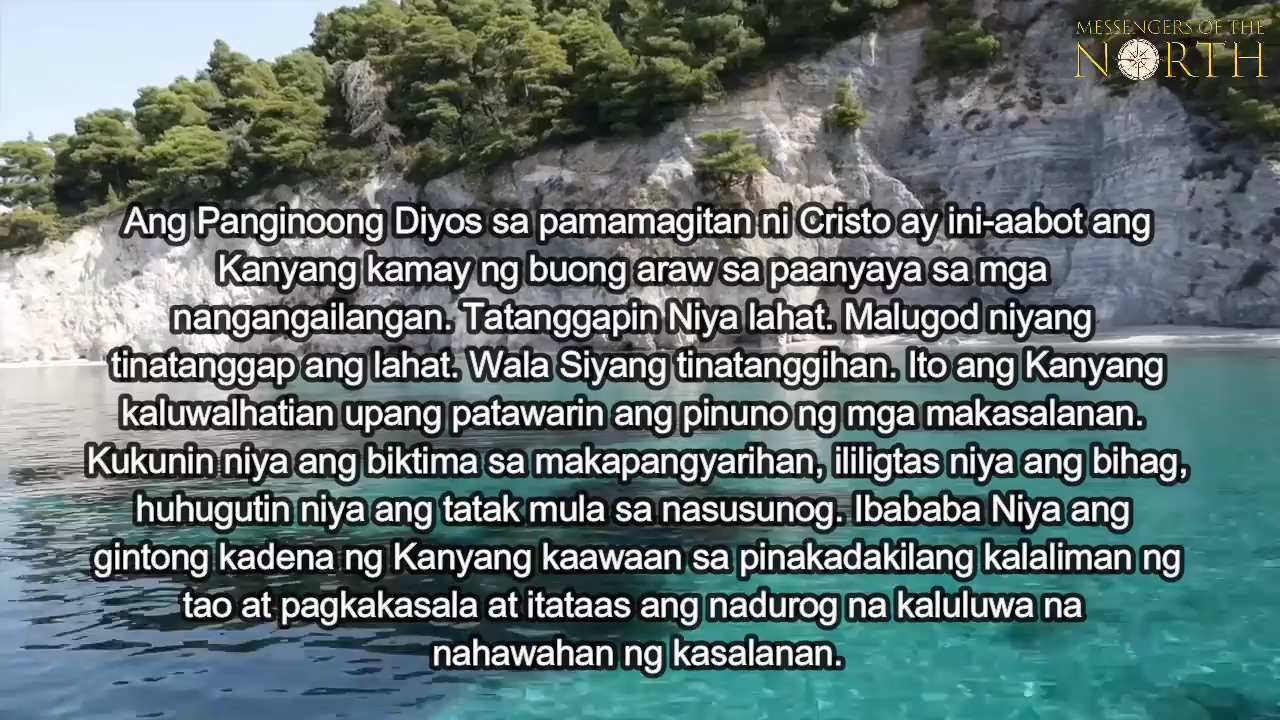 MESSENGERS OF THE
NORTH
Ang Panginoong Diyos sa pamamagitan ni Cristo ay ini-aabot ang
Kanyang kamay ng buong araw sa paanyaya sa mga
nangangailangan. Tatanggapin Niya lahat. Malugod niyang
tinatanggap ang lahat. Wala Siyang tinatanggihan. Ito ang Kanyang
kaluwalhatian upang patawarin ang pinuno ng mga makasalanan.
Kukunin niya ang biktima sa makapangyarihan, ililigtas niya ang bihag,
huhugutin niya ang tatak mula sa nasusunog. Ibababa Niya ang
gintong kadena ng Kanyang kaawaan sa pinakadakilang kalaliman ng
tao at pagkakasala at itataas ang nadurog na kaluluwa na
nahawahan ng kasalanan.